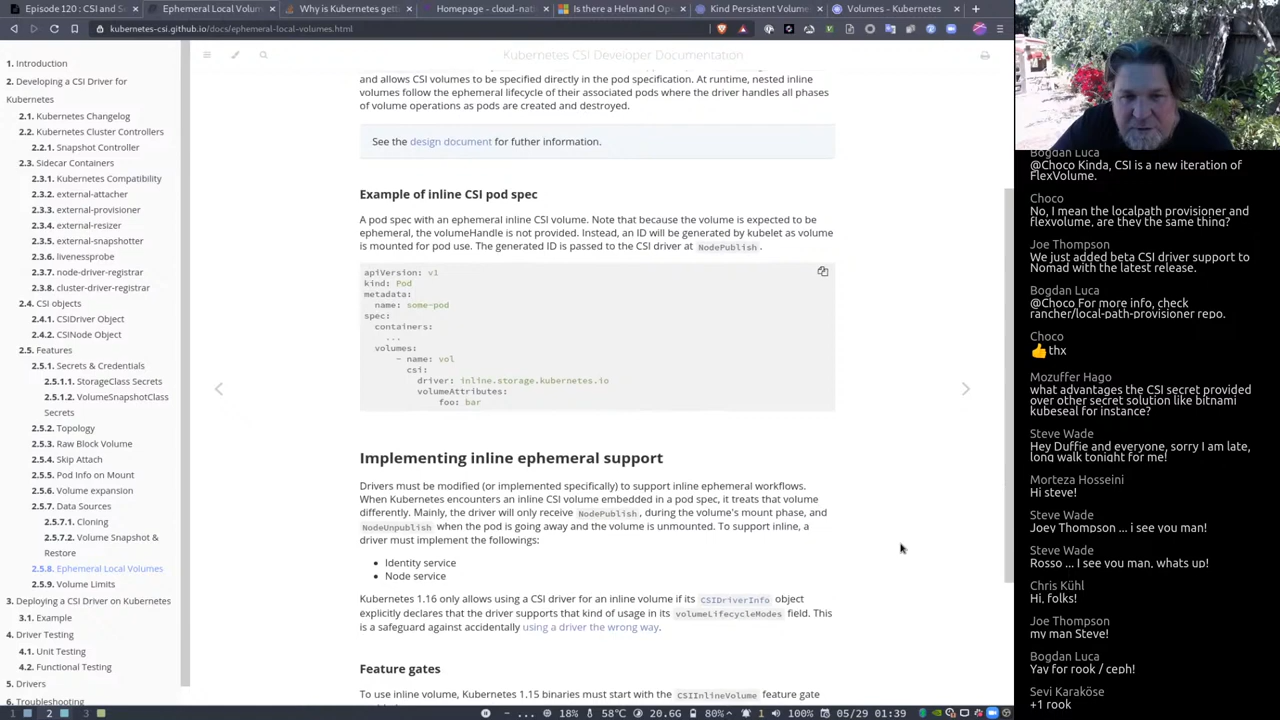 Episode 120 : CSI and Se
Ephemeral Local Volum
Why is Kubernetes gett
Homepage - cloud-nat
Is there a Helm and Op
Kind Persistent Volume
Volumes - Kubernetes
kubernetes-csi.github.io/docs/ephemeral-local-volumes.html
Kubernetes CSI Developer Documentation
1. Introduction
2. Developing a CSI Driver for
Kubernetes
2.1. Kubernetes Changelog
2.2. Kubernetes Cluster Controllers
2.2.1. Snapshot Controller
2.3. Sidecar Containers
2.3.1. Kubernetes Compatibility
2.3.2. external-attacher
2.3.3. external-provisioner
2.3.4. external-resizer
2.3.5. external-snapshotter
2.3.6. livenessprobe
2.3.7. node-driver-registrar
2.3.8. cluster-driver-registrar
2.4. CSI objects
2.4.1. CSIDriver Object
2.4.2. CSINode Object
2.5. Features
2.5.1. Secrets & Credentials
2.5.1.1. StorageClass Secrets
2.5.1.2. VolumeSnapshotClass
Secrets
2.5.2. Topology
2.5.3. Raw Block Volume
2.5.4. Skip Attach
2.5.5. Pod Info on Mount
2.5.6. Volume expansion
2.5.7. Data Sources
2.5.7.1. Cloning
2.5.7.2. Volume Snapshot &
Restore
2.5.8. Ephemeral Local Volumes
2.5.9. Volume Limits
3. Deploying a CSI Driver on Kubernetes
3.1. Example
4. Driver Testing
4.1. Unit Testing
4.2. Functional Testing
5. Drivers
6. Troubleshooting
and allows CSI volumes to be specified directly in the pod specification. At runtime, nested inline
volumes follow the ephemeral lifecycle of their associated pods where the driver handles all phases
of volume operations as pods are created and destroyed.
See the design document for futher information.
Example of inline CSI pod spec
A pod spec with an ephemeral inline CSI volume. Note that because the volume is expected to be
ephemeral, the volumeHandle is not provided. Instead, an ID will be generated by kubelet as volume
is mounted for pod use. The generated ID is passed to the CSI driver at NodePublish.
apiVersion: v1
kind: Pod
metadata:
name: some-pod
spec:
containers:
...
volumes:
- name: vol
csi:
driver: inline.storage.kubernetes.io
volumeAttributes:
foo: bar
Implementing inline ephemeral support
Drivers must be modified (or implemented specifically) to support inline ephemeral workflows.
When Kubernetes encounters an inline CSI volume embedded in a pod spec, it treats that volume
differently. Mainly, the driver will only receive NodePublish, during the volume's mount phase, and
NodeUnpublish when the pod is going away and the volume is unmounted. To support inline, a
driver must implement the followings:
• Identity service
• Node service
Kubernetes 1.16 only allows using a CSI driver for an inline volume if its CSIDriverInfo object
explicitly declares that the driver supports that kind of usage in its volumeLifecycleModes field. This
is a safeguard against accidentally using a driver the wrong way.
Feature gates
To use inline volume, Kubernetes 1.15 binaries must start with the CSIInlineVolume feature gate
Bogdan Luca
@Choco Kinda, CSI is a new iteration of
FlexVolume.
Choco
No, I mean the localpath provisioner and
flexvolume, are they the same thing?
Joe Thompson
We just added beta CSI driver support to
Nomad with the latest release.
Bogdan Luca
@Choco For more info, check
rancher/local-path-provisioner repo.
Choco
👍thx
Mozuffer Hago
what advantages the CSI secret provided
over other secret solution like bitnami
kubeseal for instance?
Steve Wade
Hey Duffie and everyone, sorry I am late,
long walk tonight for me!
Morteza Hosseini
Hi steve!
Steve Wade
Joey Thompson ... i see you man!
Steve Wade
Rosso ... I see you man, whats up!
Chris Kühl
Hi, folks!
Joe Thompson
my man Steve!
Bogdan Luca
Yay for rook / ceph!
Sevi Karaköse
+1 rook
1 2 3
~ ... 18% 58°C 20.6G 80% 1 100% 05/29 01:39